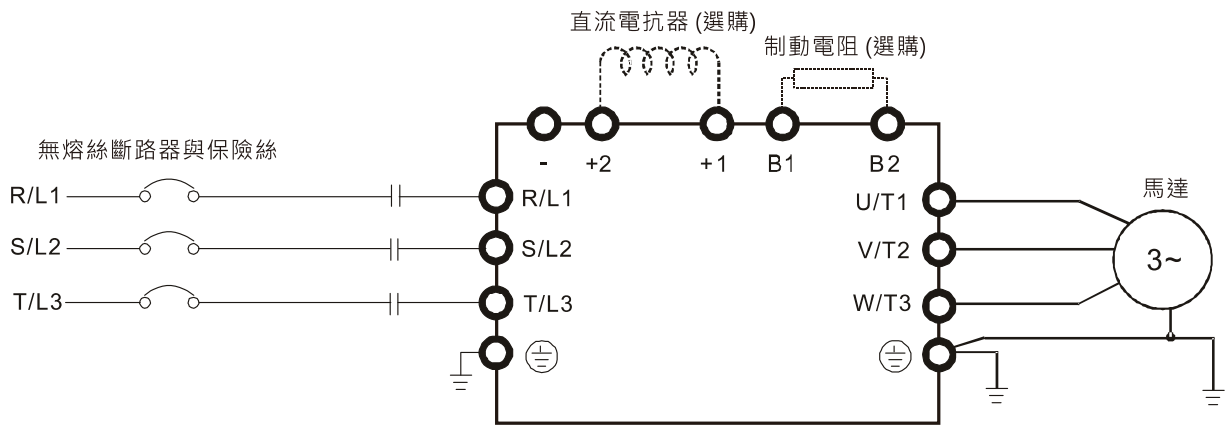 直流電抗器 (選購)
制動電阻 (選購)
無熔絲斷路器與保險絲
- +2 +1 B1 B2
R/L1 R/L1 U/T1
馬達
S/L2 S/L2 V/T2
3~
T/L3 T/L3 W/T3